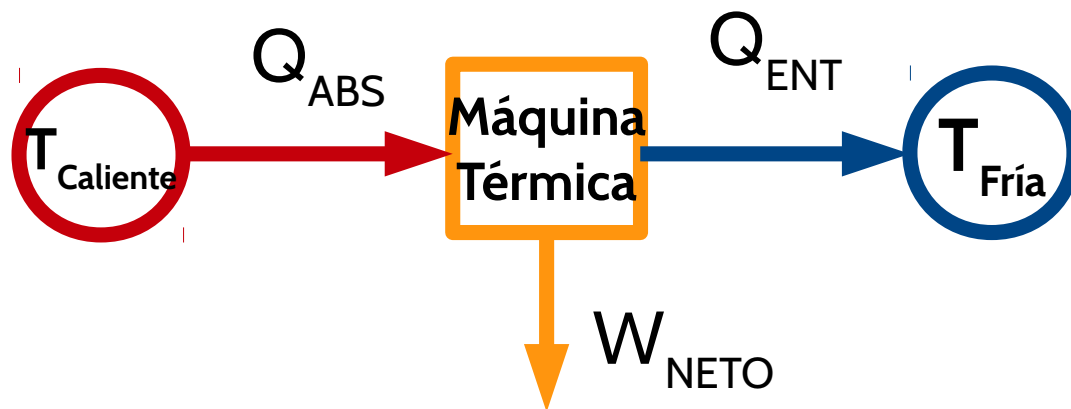 T Caliente
Q ABS
Máquina
Térmica
Q ENT
T Fría
W NETO